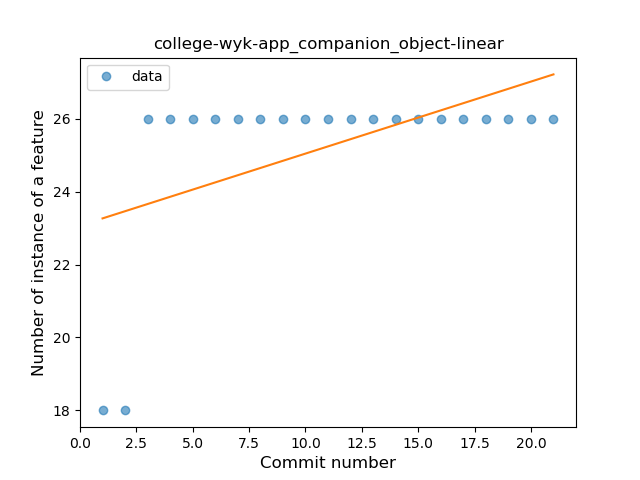 college-wyk-app_companion_object-linear
data
Number of instance of a feature
26
24
22
20
18
0.0 2.5 5.0 7.5 10.0 12.5 15.0 17.5 20.0
Commit number